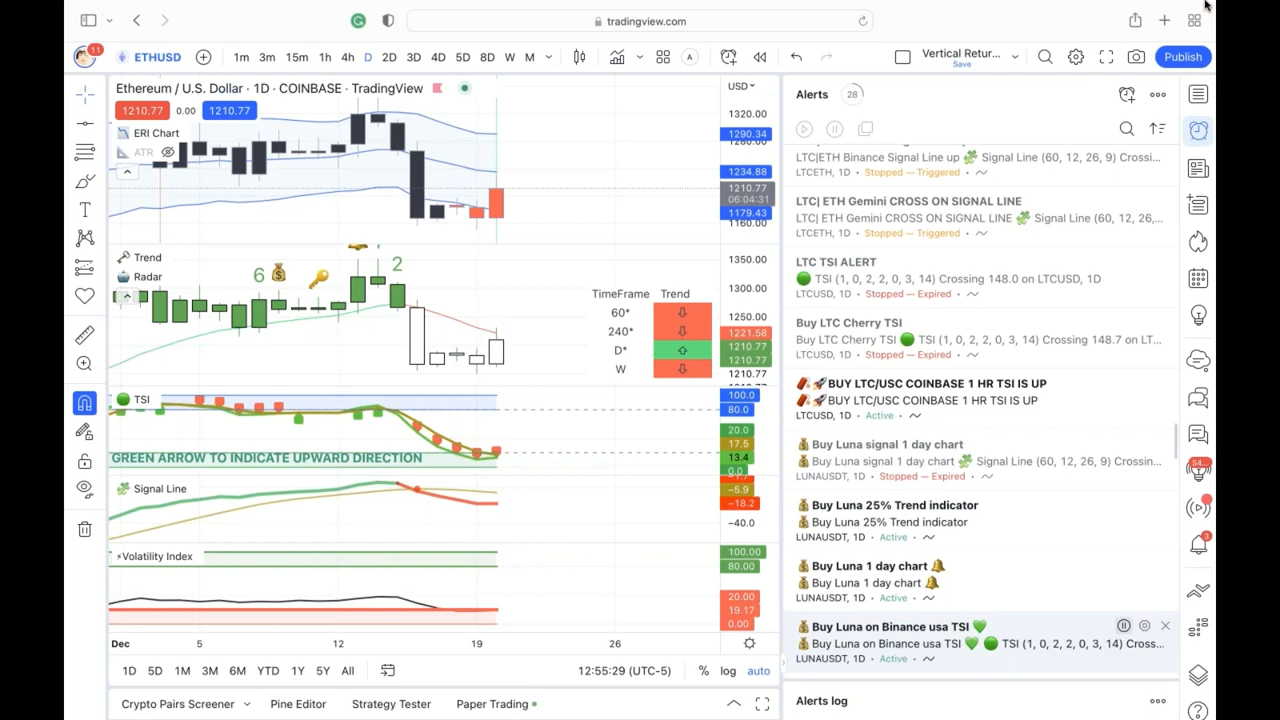 tradingview.com
11
ETHUSD
1m 3m 15m 1h 4h D 2D 3D 4D 5D 8D W M
Vertical Retur...
Save
Publish
Ethereum / U.S. Dollar · 1D · COINBASE · TradingView
USD
1210.77 0.00 1210.77
ERI Chart
ATR
1320.00
1290.34
1280.00
1234.88
1210.77
06:04:31
1179.43
1160.00
Trend
Radar
6
2
TimeFrame Trend
60*
240*
D*
W
1350.00
1300.00
1250.00
1221.58
1210.77
1210.77
1210.77
TSI
GREEN ARROW TO INDICATE UPWARD DIRECTION
100.0
80.0
20.0
17.5
13.4
0.0
Signal Line
−5.9
−18.2
−40.0
⚡Volatility Index
100.00
80.00
20.00
19.17
0.00
Dec 5 12 19 26
1D 5D 1M 3M 6M YTD 1Y 5Y All
12:55:29 (UTC-5)
% log auto
Crypto Pairs Screener
Pine Editor
Strategy Tester
Paper Trading
Alerts 28
LTC|ETH Binance Signal Line up 🍀 Signal Line (60, 12, 26, 9) Crossi...
LTCETH, 1D • Stopped — Triggered •
LTC| ETH Gemini CROSS ON SIGNAL LINE
LTC| ETH Gemini CROSS ON SIGNAL LINE 🍀 Signal Line (60, 12, 26,...
LTCETH, 1D • Stopped — Triggered •
LTC TSI ALERT
🟢 TSI (1, 0, 2, 2, 0, 3, 14) Crossing 148.0 on LTCUSD, 1D
LTCUSD, 1D • Stopped — Expired •
Buy LTC Cherry TSI
Buy LTC Cherry TSI 🟢 TSI (1, 0, 2, 2, 0, 3, 14) Crossing 148.7 on LT...
LTCUSD, 1D • Stopped — Expired •
🧨🚀BUY LTC/USC COINBASE 1 HR TSI IS UP
🧨🚀BUY LTC/USC COINBASE 1 HR TSI IS UP
LTCUSD, 1D • Active •
💰Buy Luna signal 1 day chart
💰Buy Luna signal 1 day chart 🍀 Signal Line (60, 12, 26, 9) Crossin...
LUNAUSDT, 1D • Stopped — Expired •
💰Buy Luna 25% Trend indicator
💰Buy Luna 25% Trend indicator
LUNAUSDT, 1D • Active •
💰Buy Luna 1 day chart 🔔
💰Buy Luna 1 day chart 🔔
LUNAUSDT, 1D • Active •
💰Buy Luna on Binance usa TSI 💚
💰Buy Luna on Binance usa TSI 💚 🟢 TSI (1, 0, 2, 2, 0, 3, 14) Cross...
LUNAUSDT, 1D • Active •
Alerts log
54...
3